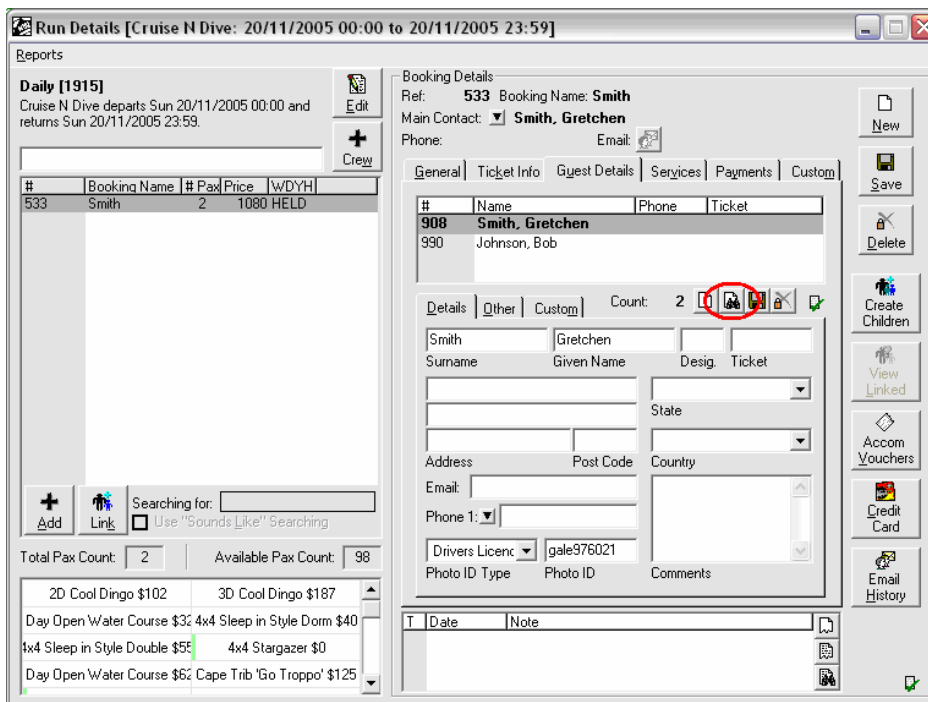 Run Details [Cruise N Dive: 20/11/2005 00:00 to 20/11/2005 23:59]
Reports
Daily [1915]
Cruise N Dive departs Sun 20/11/2005 00:00 and
returns Sun 20/11/2005 23:59.
Edit
Crew
# Booking Name # Pax Price WDYH
533 Smith 2 1080 HELD
Add
Link
Searching for:
Use "Sounds Like" Searching
Total Pax Count: 2 Available Pax Count: 98
2D Cool Dingo $102 3D Cool Dingo $187
Day Open Water Course $32 4x4 Sleep in Style Dorm $40
4x4 Sleep in Style Double $55 4x4 Stargazer $0
Day Open Water Course $62 Cape Trib 'Go Troppo' $125
Booking Details
Ref: 533 Booking Name: Smith
Main Contact: Smith, Gretchen
Phone: Email:
General Ticket Info Guest Details Services Payments Custom
# Name Phone Ticket
908 Smith, Gretchen
990 Johnson, Bob
Details Other Custom Count: 2
Smith Gretchen
Surname Given Name Desig. Ticket
State
Address Post Code Country
Email:
Phone 1:
Drivers Licenc gale976021
Photo ID Type Photo ID Comments
T Date Note
New
Save
Delete
Create
Children
View
Linked
Accom
Vouchers
Credit
Card
Email
History